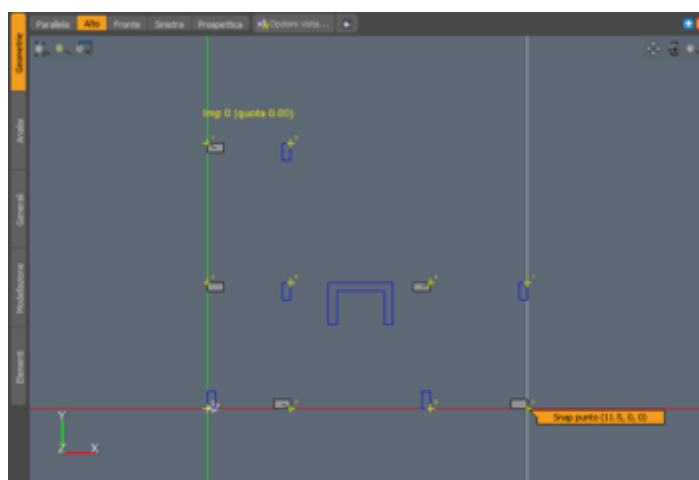 Parallela Alto Fronte Sinistra Prospettica Opzioni vista...
Geometrie
Analisi
Generali
Modellazione
Elementi
Imp 0 (quota 0.00)
Snap punto (11.5, 0, 0)
Y
Z X